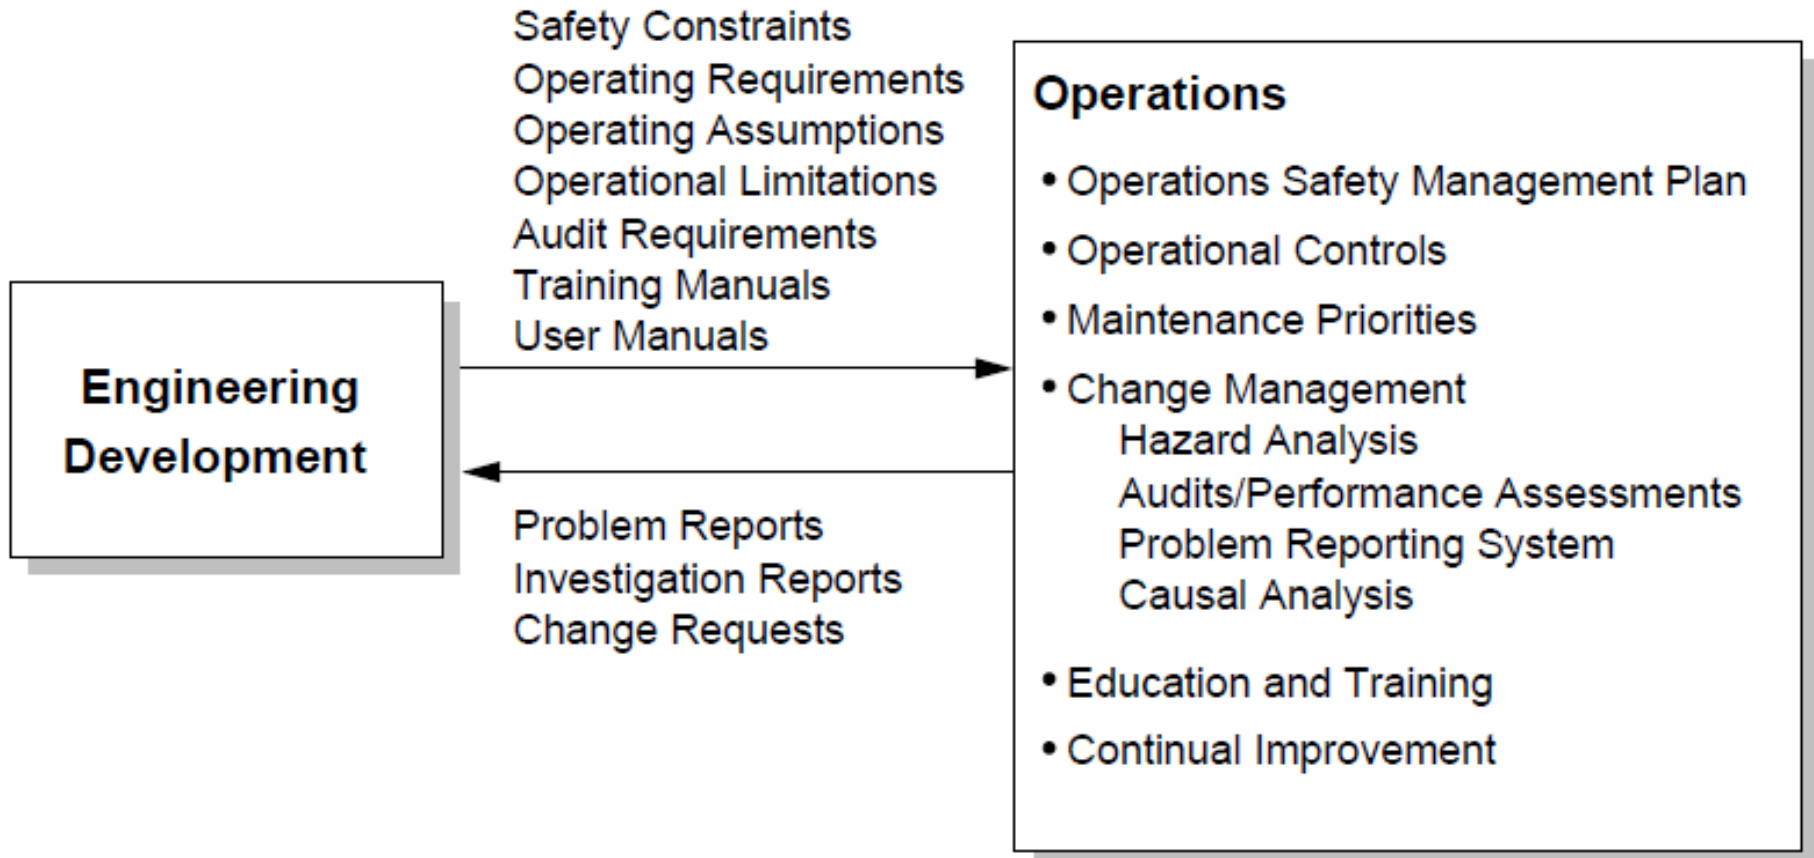 Safety Constraints
Operating Requirements
Operating Assumptions
Operational Limitations
Audit Requirements
Training Manuals
User Manuals
Engineering
Development
Problem Reports
Investigation Reports
Change Requests
Operations
• Operations Safety Management Plan
• Operational Controls
• Maintenance Priorities
• Change Management
Hazard Analysis
Audits/Performance Assessments
Problem Reporting System
Causal Analysis
• Education and Training
• Continual Improvement